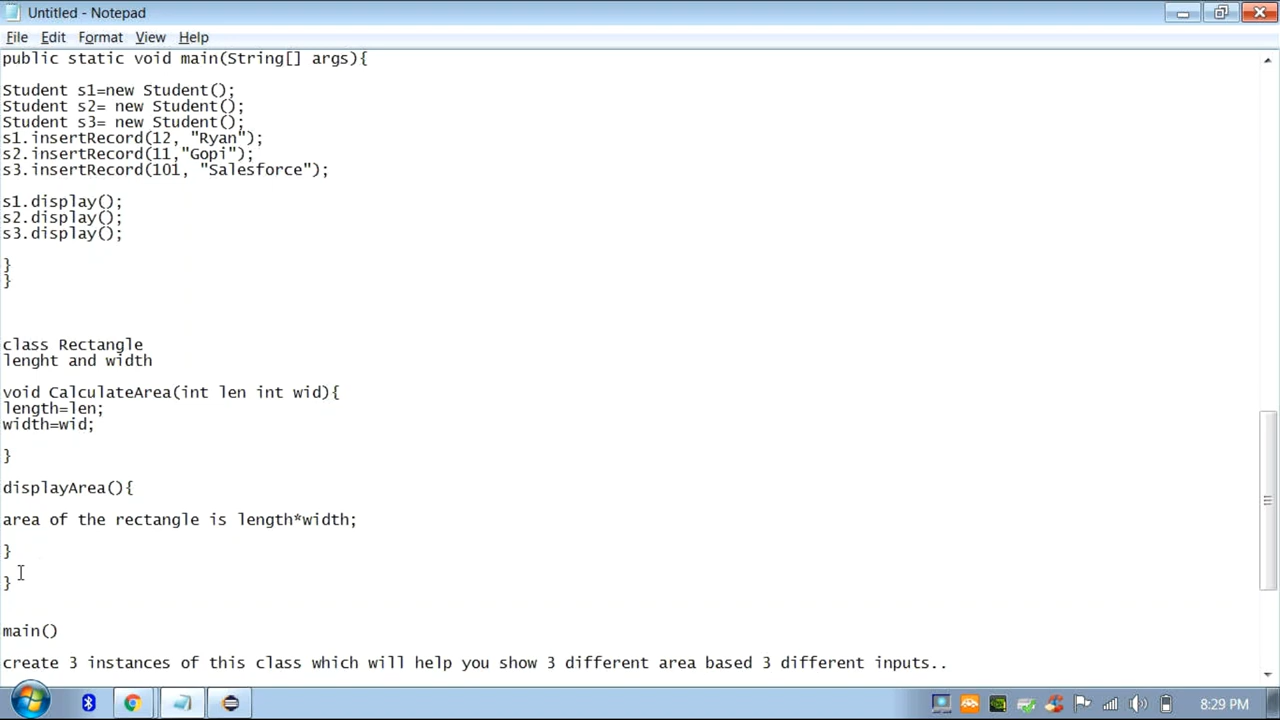 Untitled - Notepad
File Edit Format View Help
public static void main(String[] args){
Student s1=new Student();
Student s2= new Student();
Student s3= new Student();
s1.insertRecord(12, "Ryan");
s2.insertRecord(11,"Gopi");
s3.insertRecord(101, "Salesforce");
s1.display();
s2.display();
s3.display();
}
}
class Rectangle
lenght and width
void CalculateArea(int len int wid){
length=len;
width=wid;
}
displayArea(){
area of the rectangle is length*width;
}
}
main()
create 3 instances of this class which will help you show 3 different area based 3 different inputs..
8:29 PM